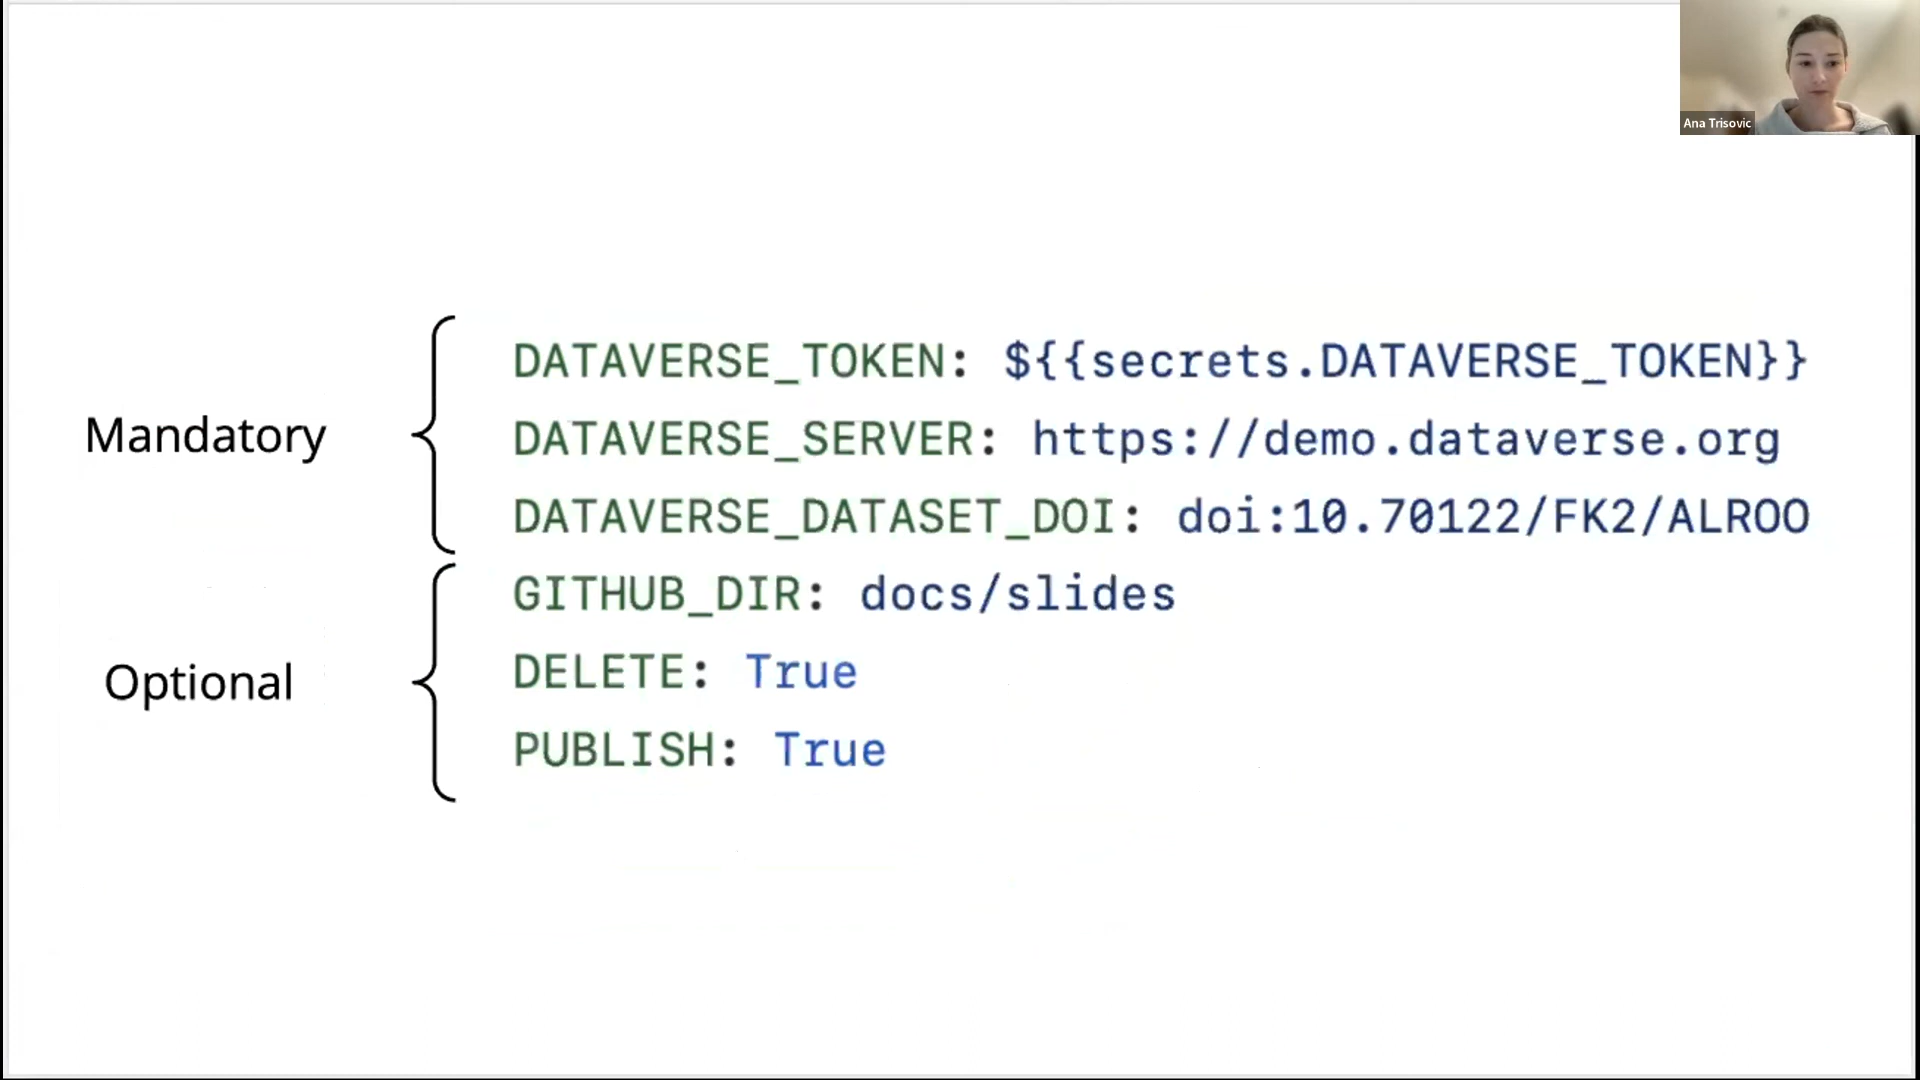 Ana Trisovic
Mandatory
DATAVERSE_TOKEN: ${{secrets.DATAVERSE_TOKEN}}
DATAVERSE_SERVER: https://demo.dataverse.org
DATAVERSE_DATASET_DOI: doi:10.70122/FK2/ALROO
Optional
GITHUB_DIR: docs/slides
DELETE: True
PUBLISH: True